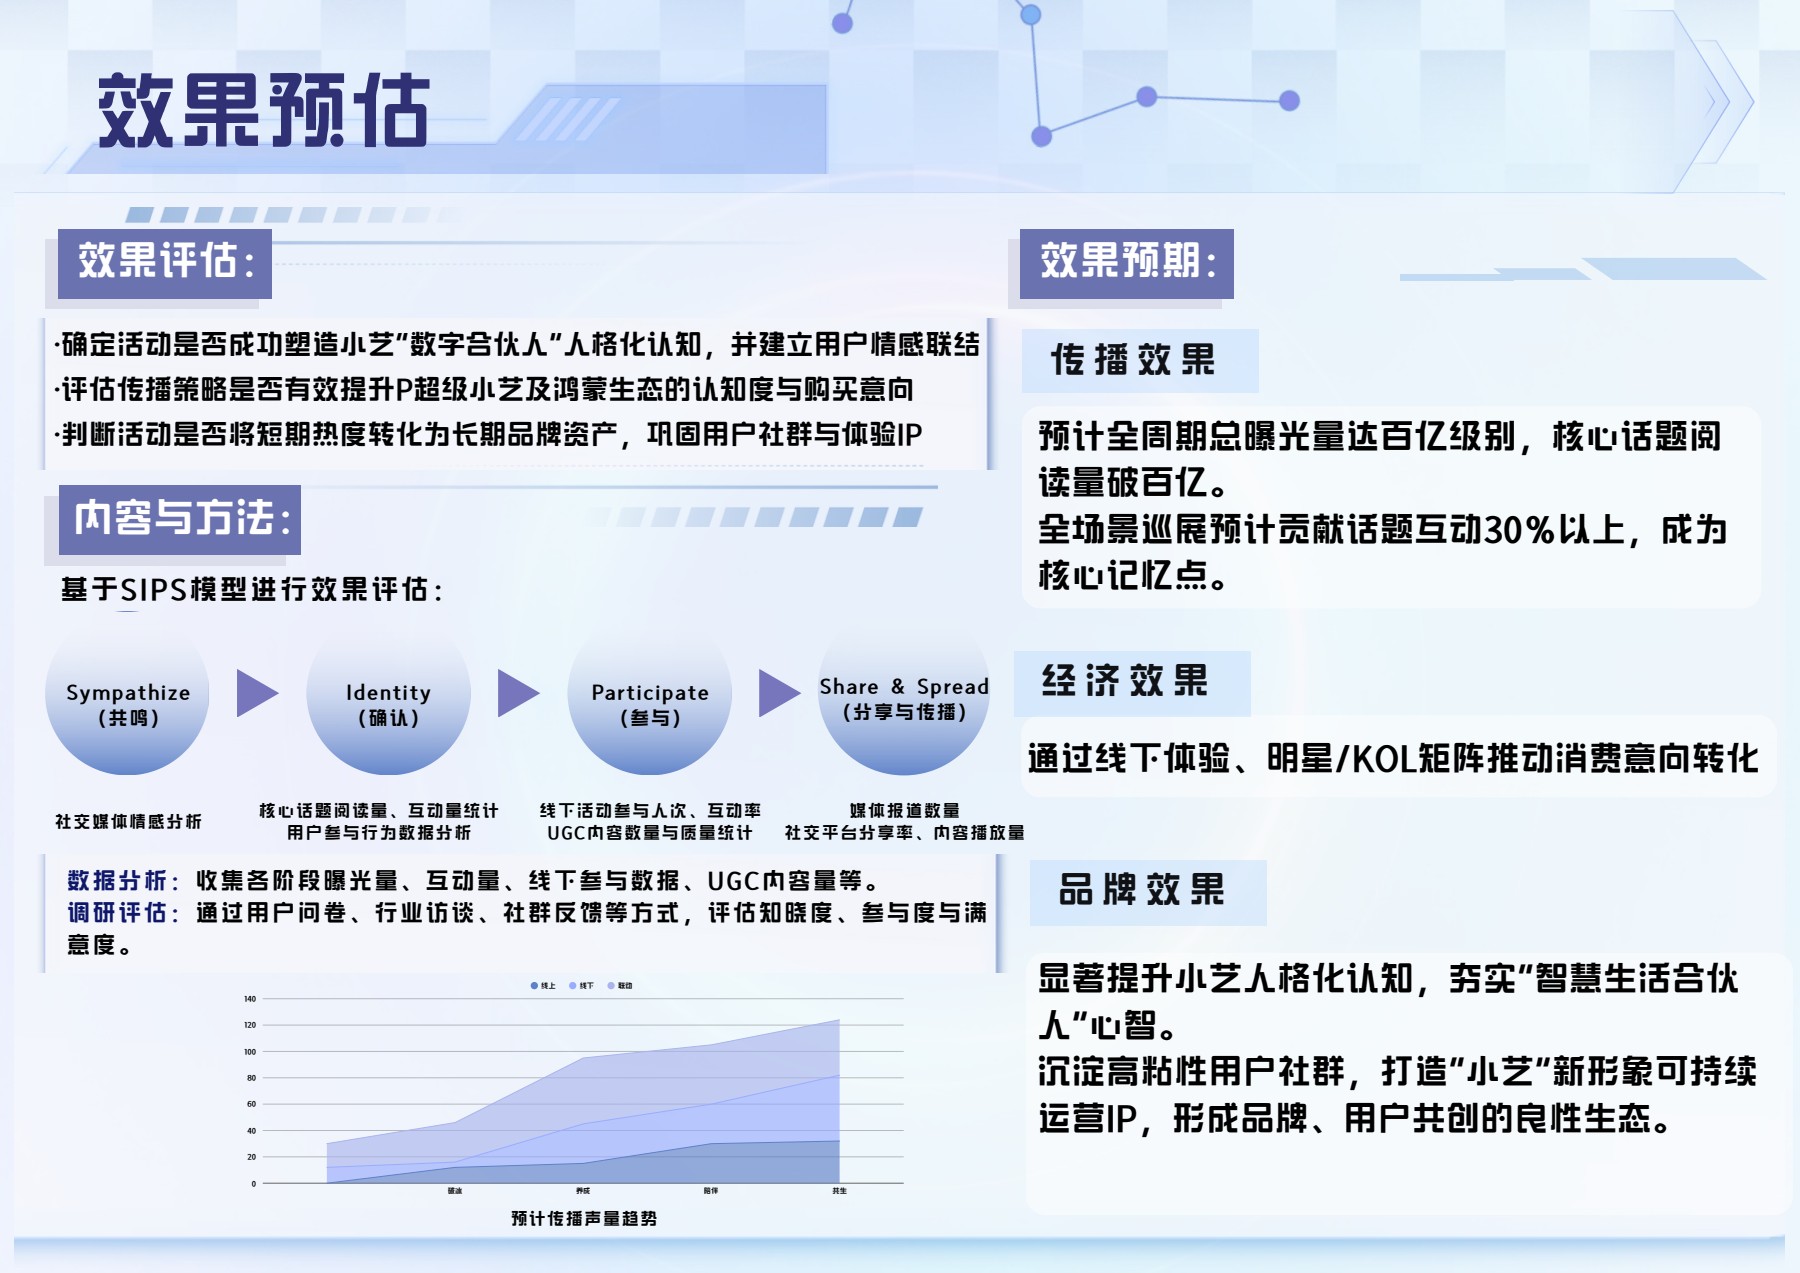 效果预估
效果评估：
·确定活动是否成功塑造小艺"数字合伙人"人格化认知，并建立用户情感联结
·评估传播策略是否有效提升P超级小艺及鸿蒙生态的认知度与购买意向
·判断活动是否将短期热度转化为长期品牌资产，巩固用户社群与体验IP
内容与方法：
基于SIPS模型进行效果评估：
Sympathize
（共鸣）
Identity
（确认）
Participate
（参与）
Share & Spread
（分享与传播）
社交媒体情感分析
核心话题阅读量、互动量统计
用户参与行为数据分析
线下活动参与人次、互动率
UGC内容数量与质量统计
媒体报道数量
社交平台分享率、内容播放量
数据分析：收集各阶段曝光量、互动量、线下参与数据、UGC内容量等。
调研评估：通过用户问卷、行业访谈、社群反馈等方式，评估知晓度、参与度与满
意度。
线上 线下 联动
140
120
100
80
60
40
20
0
破冰 养成 陪伴 共生
预计传播声量趋势
效果预期：
传播效果
预计全周期总曝光量达百亿级别，核心话题阅
读量破百亿。
全场景巡展预计贡献话题互动30%以上，成为
核心记忆点。
经济效果
通过线下体验、明星/KOL矩阵推动消费意向转化
品牌效果
显著提升小艺人格化认知，夯实"智慧生活合伙
人"心智。
沉淀高粘性用户社群，打造"小艺"新形象可持续
运营IP，形成品牌、用户共创的良性生态。